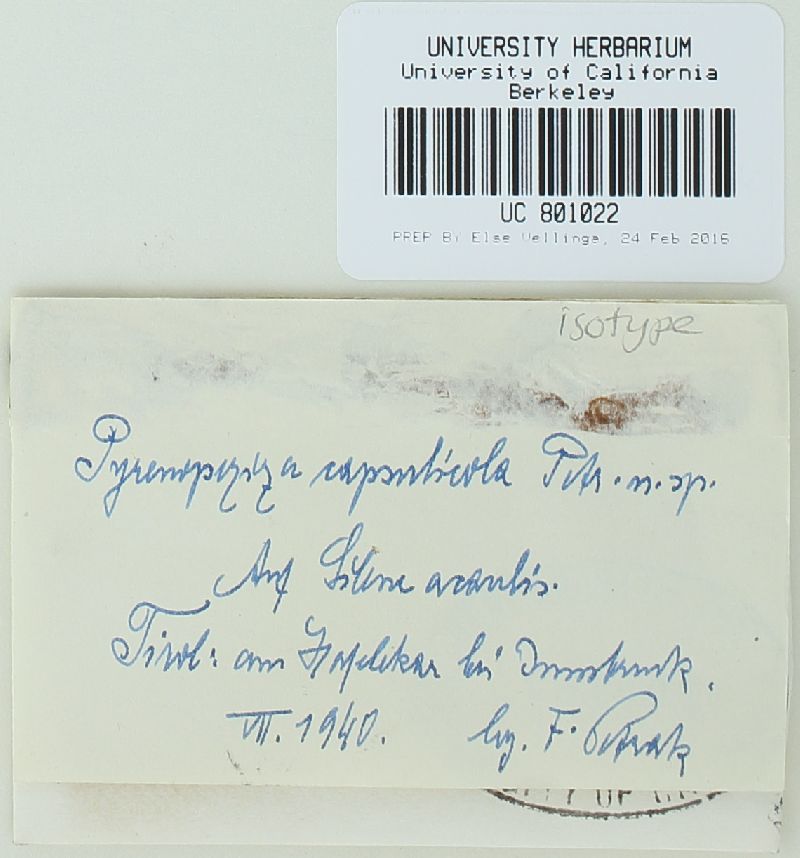 UNIVERSITY HERBARIUM
University of California
Berkeley
UC 801022
PREP BY Else Vellinga, 24 Feb 2016
isotype
Pyrenopeziza capsulicola Petr. n. sp.
Auf Silene acaulis.
Tirol: am Hafelekar bei Innsbruck,
VII. 1940. lg. F. Petrak